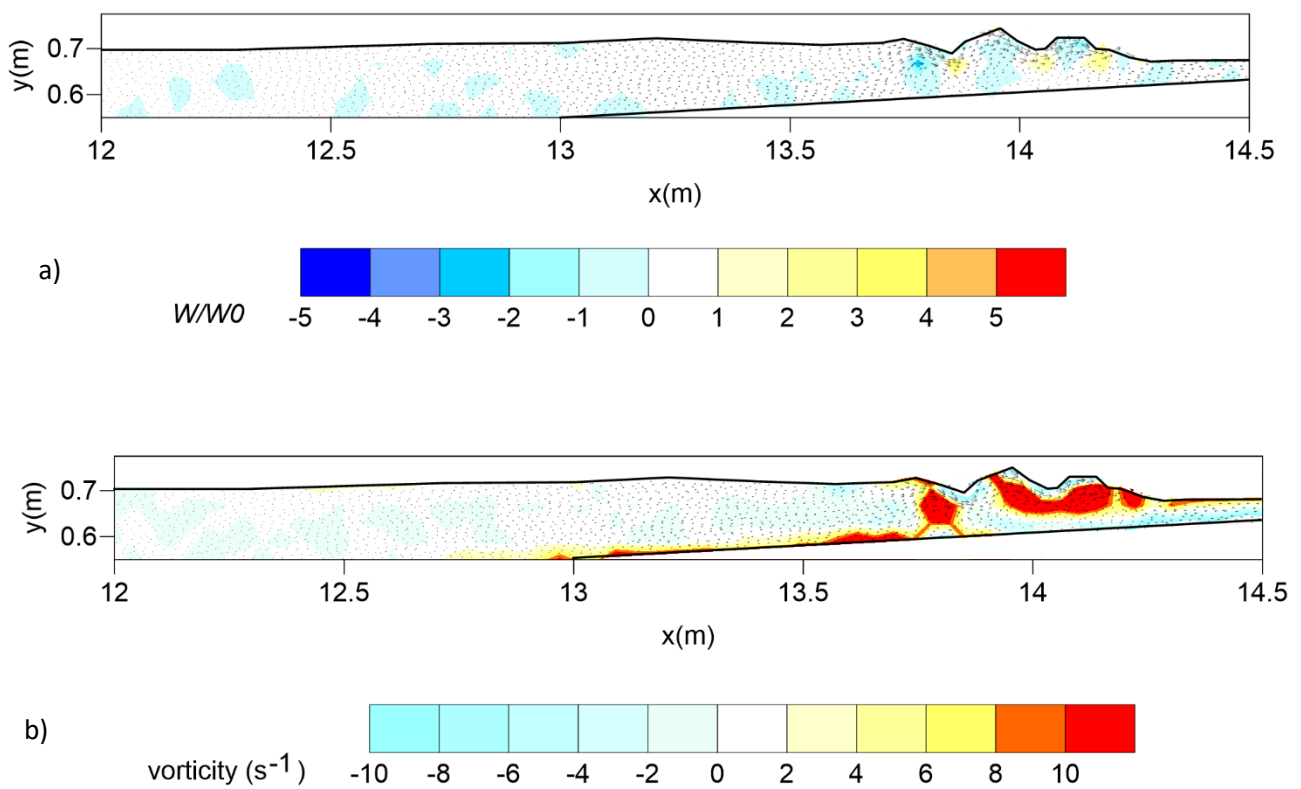 y(m)
0.7
0.6
12 12.5 13 13.5 14 14.5
x(m)
a)
W/W0 -5 -4 -3 -2 -1 0 1 2 3 4 5
y(m)
0.7
0.6
12 12.5 13 13.5 14 14.5
x(m)
b)
vorticity (s-1) -10 -8 -6 -4 -2 0 2 4 6 8 10